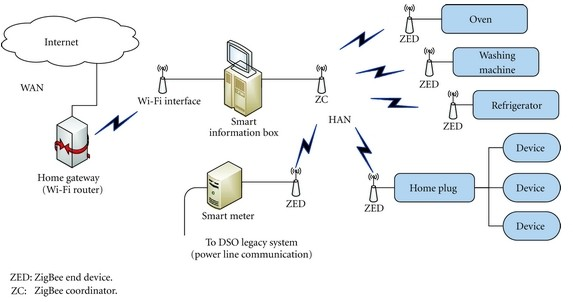 Internet
WAN
Wi-Fi interface
Smart
information box
ZC
HAN
ZED
Oven
ZED
Washing
machine
ZED
Refrigerator
Home gateway
(Wi-Fi router)
Smart meter
ZED
ZED
Home plug
Device
Device
Device
To DSO legacy system
(power line communication)
ZED: ZigBee end device.
ZC: ZigBee coordinator.